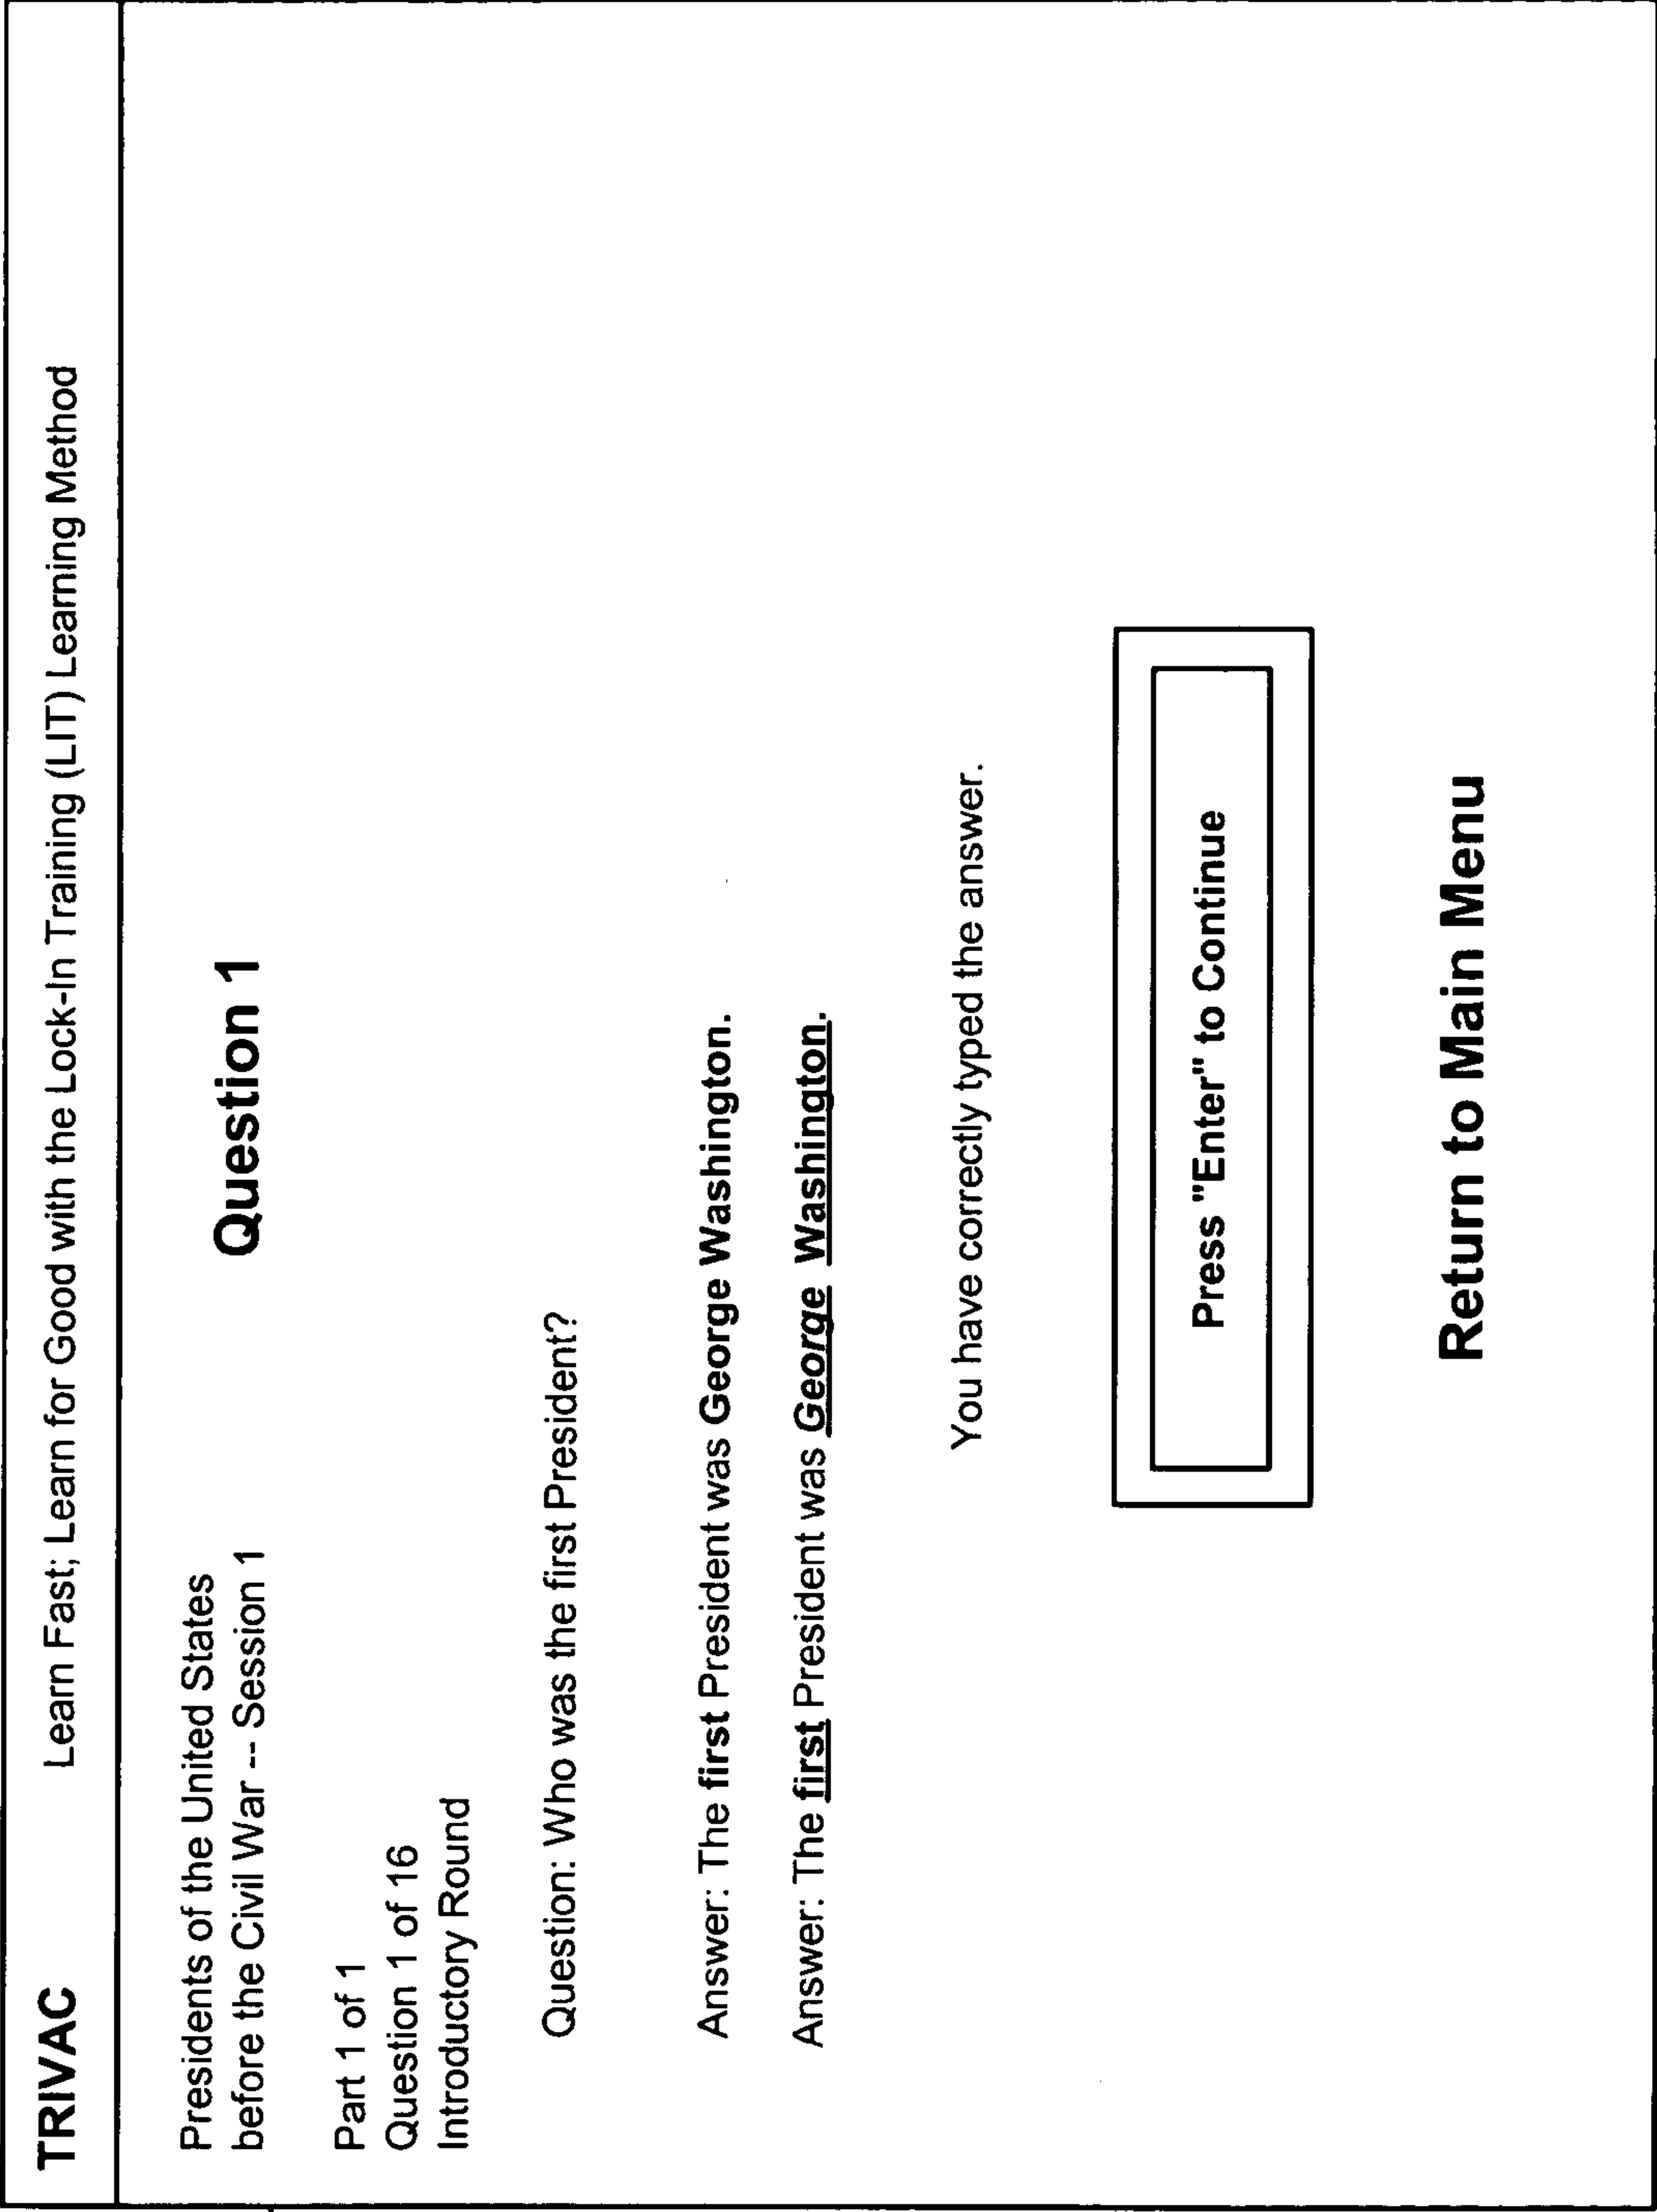 TRIVAC Learn Fast; Learn for Good with the Lock-In Training (LIT) Learning Method
Presidents of the United States
before the Civil War -- Session 1
Question 1
Part 1 of 1
Question 1 of 16
Introductory Round
Question: Who was the first President?
Answer: The first President was George Washington.
Answer: The first President was George Washington.
You have correctly typed the answer.
Press "Enter" to Continue
Return to Main Menu